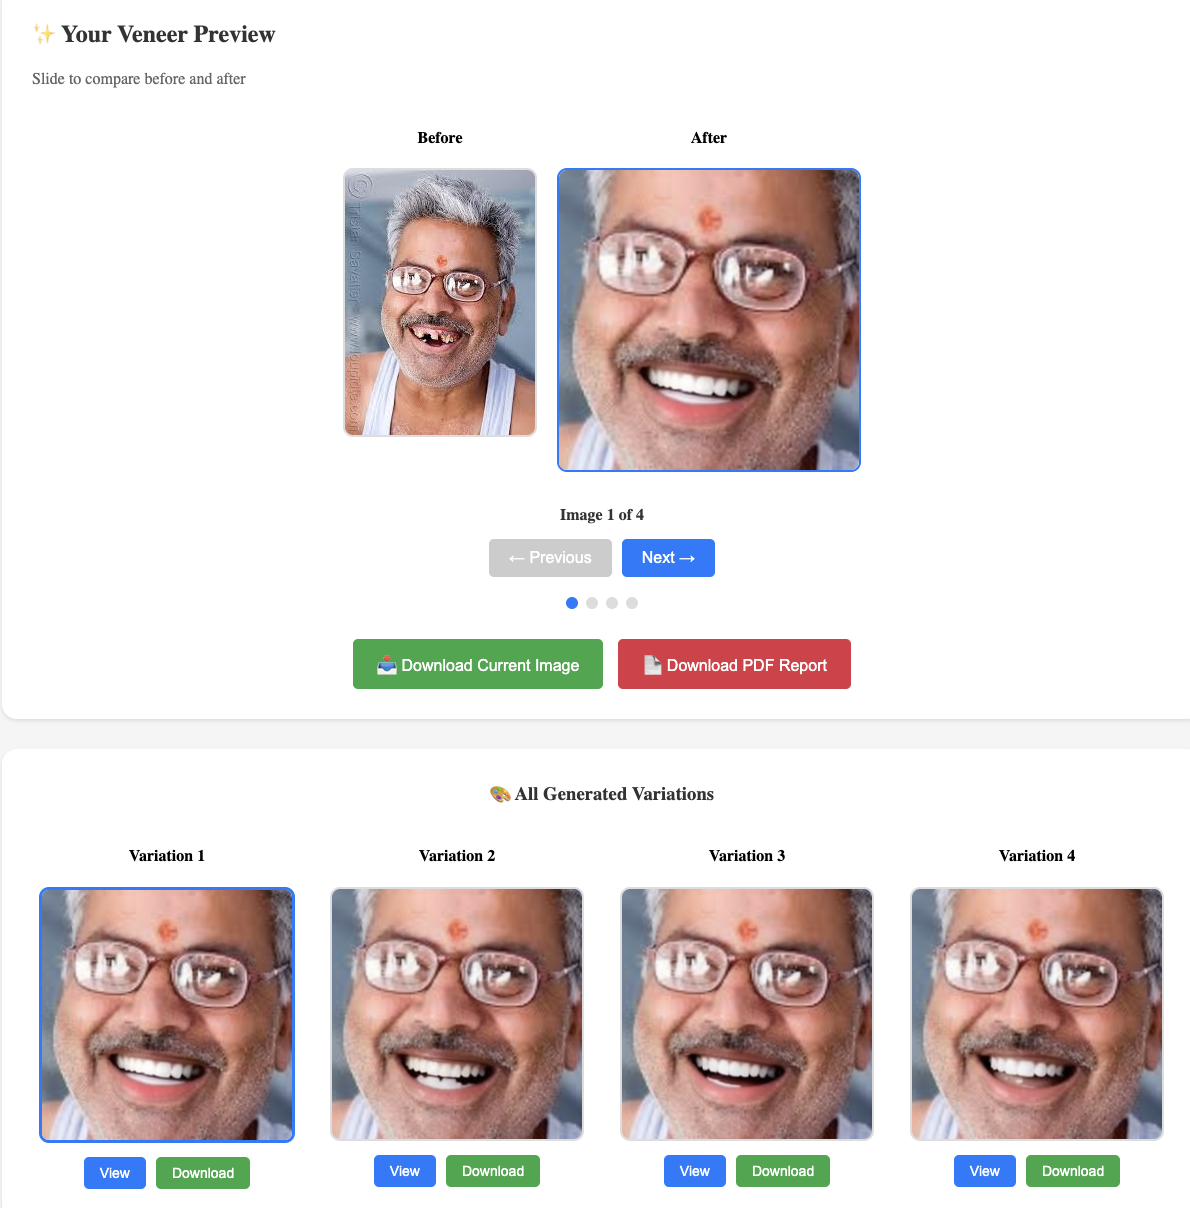 ✨ Your Veneer Preview
Slide to compare before and after
Before After
© Tristan Savatier - www.loupiote.com
Image 1 of 4
← Previous Next →
📥 Download Current Image 📄 Download PDF Report
🎨 All Generated Variations
Variation 1 Variation 2 Variation 3 Variation 4
View Download View Download View Download View Download